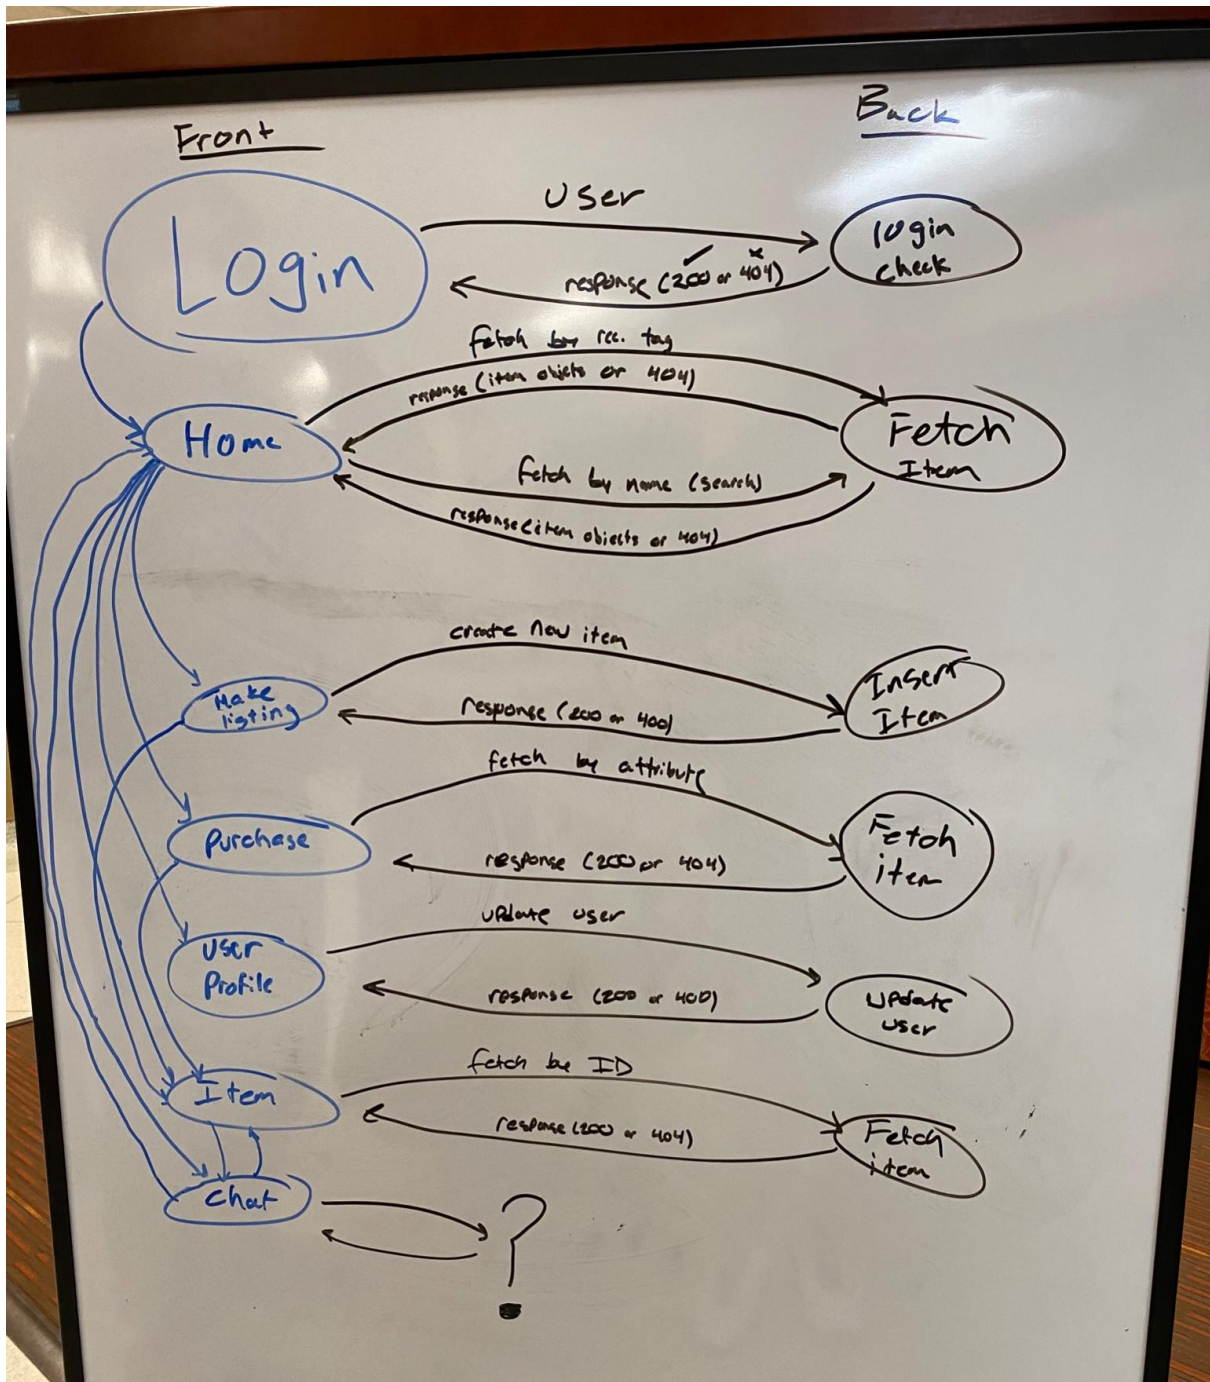 Front
Back
Login
User
login
check
response (200 or 404)
fetch by rec. tag
response (item objects or 404)
Home
Fetch
Item
fetch by name (search)
response (item objects or 404)
create new item
Make
listing
Insert
Item
response (200 or 400)
fetch by attribute
Purchase
Fetch
item
response (200 or 404)
update user
User
Profile
response (200 or 400)
update
user
fetch by ID
Item
response (200 or 404)
Fetch
item
Chat
?